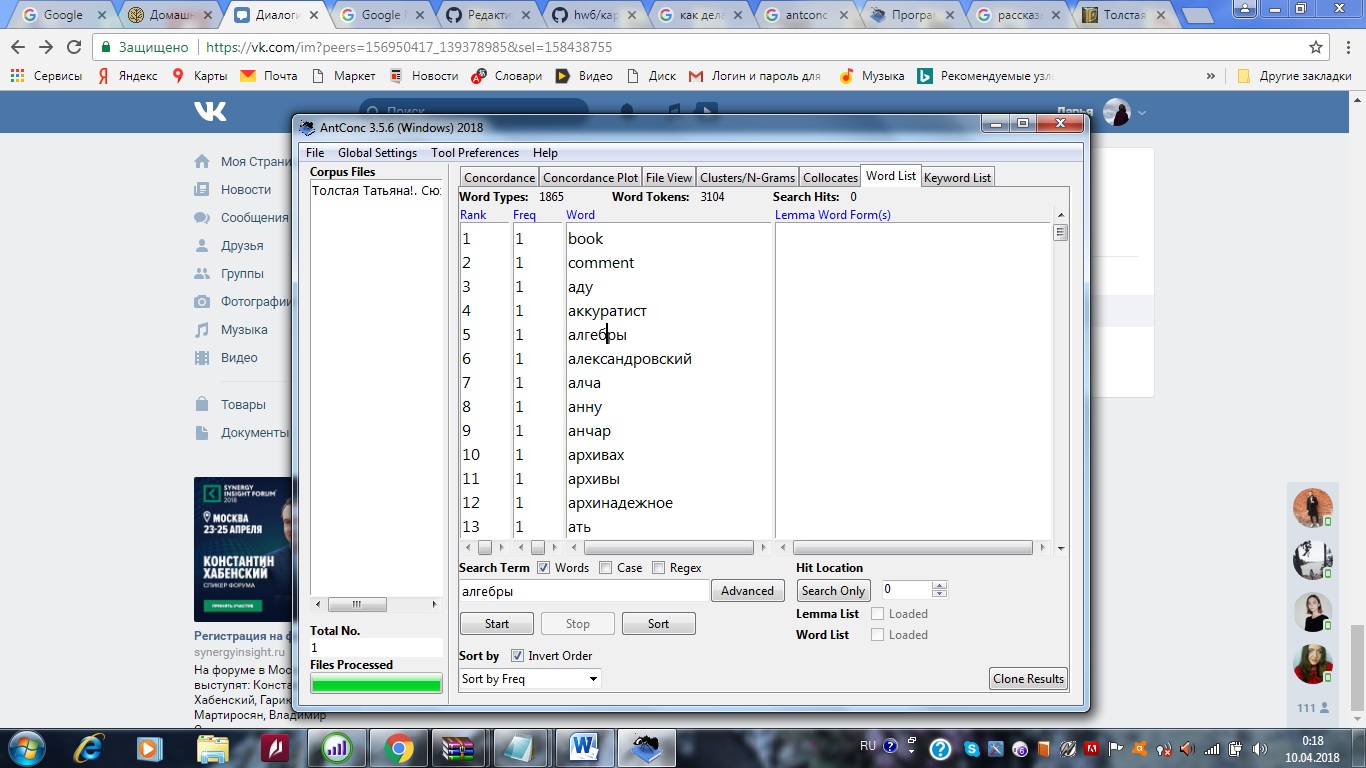 Google
Домашн
Диалоги
Google
Редакти
hw6/кар
как дела
antconc
Програм
рассказ
Толстая
Защищено https://vk.com/im?peers=156950417_139378985&sel=158438755
Сервисы Яндекс Карты Почта Маркет Новости Словари Видео Диск Логин и пароль для Музыка Рекомендуемые узл » Другие закладки
Поиск
Дарья
AntConc 3.5.6 (Windows) 2018
File Global Settings Tool Preferences Help
Corpus Files
Толстая Татьяна!. Сю
Concordance Concordance Plot File View Clusters/N-Grams Collocates Word List Keyword List
Word Types: 1865 Word Tokens: 3104 Search Hits: 0
Rank Freq Word Lemma Word Form(s)
1 1 book
2 1 comment
3 1 аду
4 1 аккуратист
5 1 алгебры
6 1 александровский
7 1 алча
8 1 анну
9 1 анчар
10 1 архивах
11 1 архивы
12 1 архинадежное
13 1 ать
Search Term Words Case Regex Hit Location
алгебры Advanced Search Only 0
Start Stop Sort
Lemma List Loaded
Word List Loaded
Sort by Invert Order
Sort by Freq
Clone Results
Total No.
1
Files Processed
Моя Страни
Новости
Сообщения
Друзья
Группы
Фотографии
Музыка
Видео
Товары
Документы
SYNERGY
INSIGHT FORUM
2018
МОСКВА
23-25 АПРЕЛЯ
КОНСТАНТИН
ХАБЕНСКИЙ
СПИКЕР ФОРУМА
ПРИНЯТЬ УЧАСТИЕ
Регистрация на ф
synergyinsight.ru
На форуме в Мос
выступят: Конста
Хабенский, Гарик
Мартиросян, Владимир
111
RU
0:18
10.04.2018